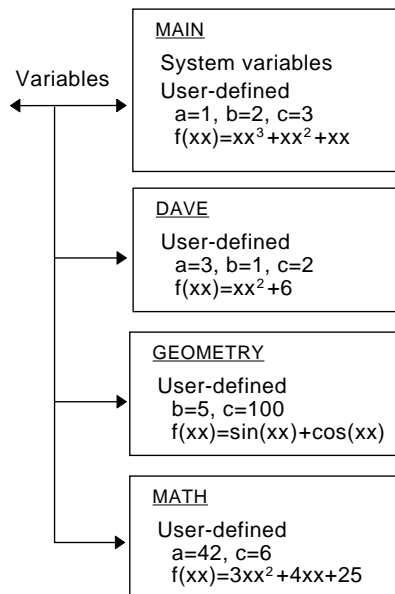 Variables
MAIN
System variables
User-defined
a=1, b=2, c=3
f(xx)=xx³+xx²+xx
DAVE
User-defined
a=3, b=1, c=2
f(xx)=xx²+6
GEOMETRY
User-defined
b=5, c=100
f(xx)=sin(xx)+cos(xx)
MATH
User-defined
a=42, c=6
f(xx)=3xx²+4xx+25